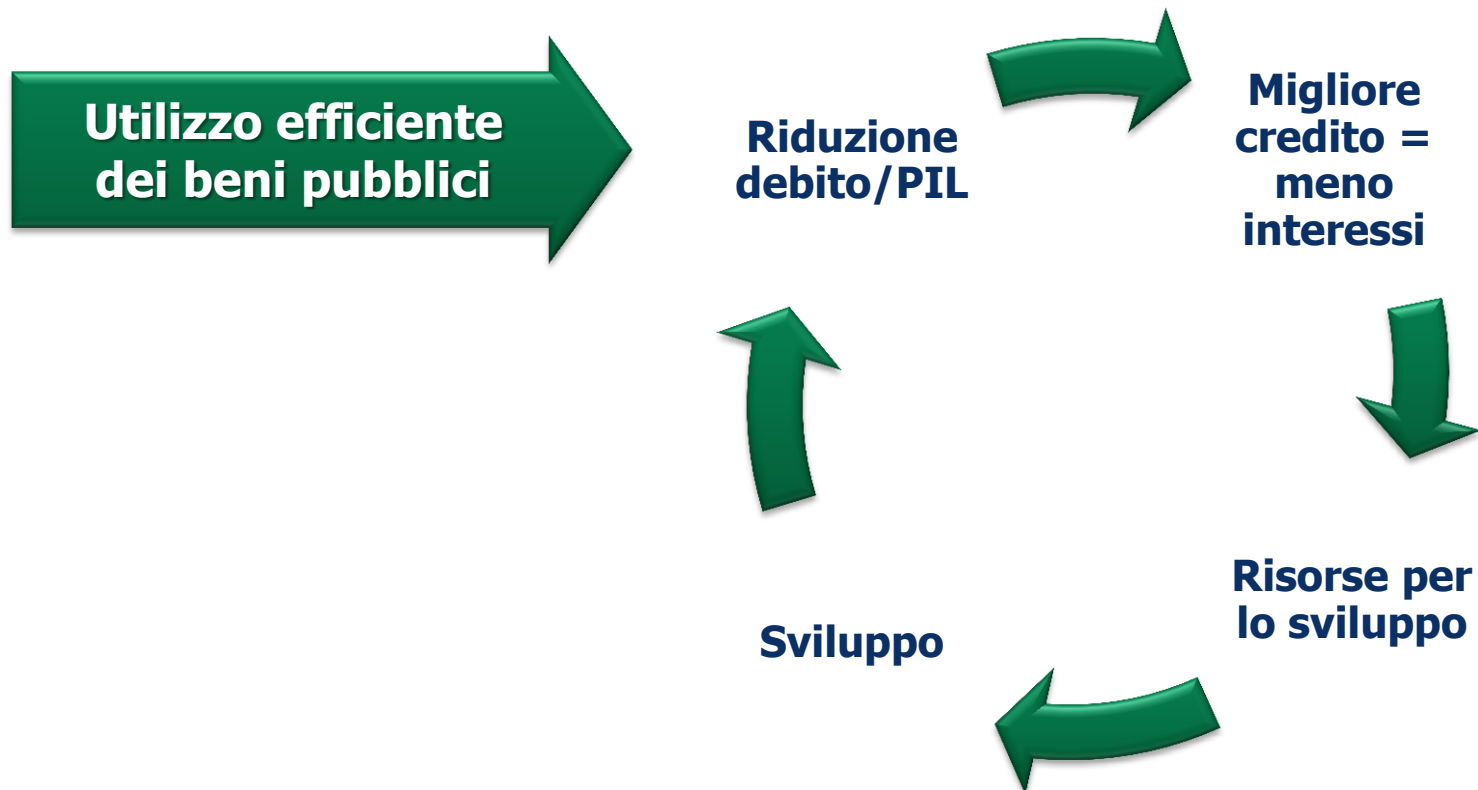 Utilizzo efficiente
dei beni pubblici
Riduzione
debito/PIL
Migliore
credito =
meno
interessi
Risorse per
lo sviluppo
Sviluppo